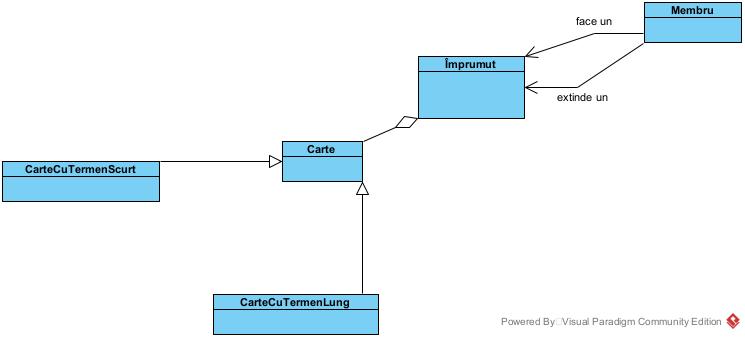 Membru
face un
Împrumut
extinde un
Carte
CarteCuTermenScurt
CarteCuTermenLung
Powered By Visual Paradigm Community Edition